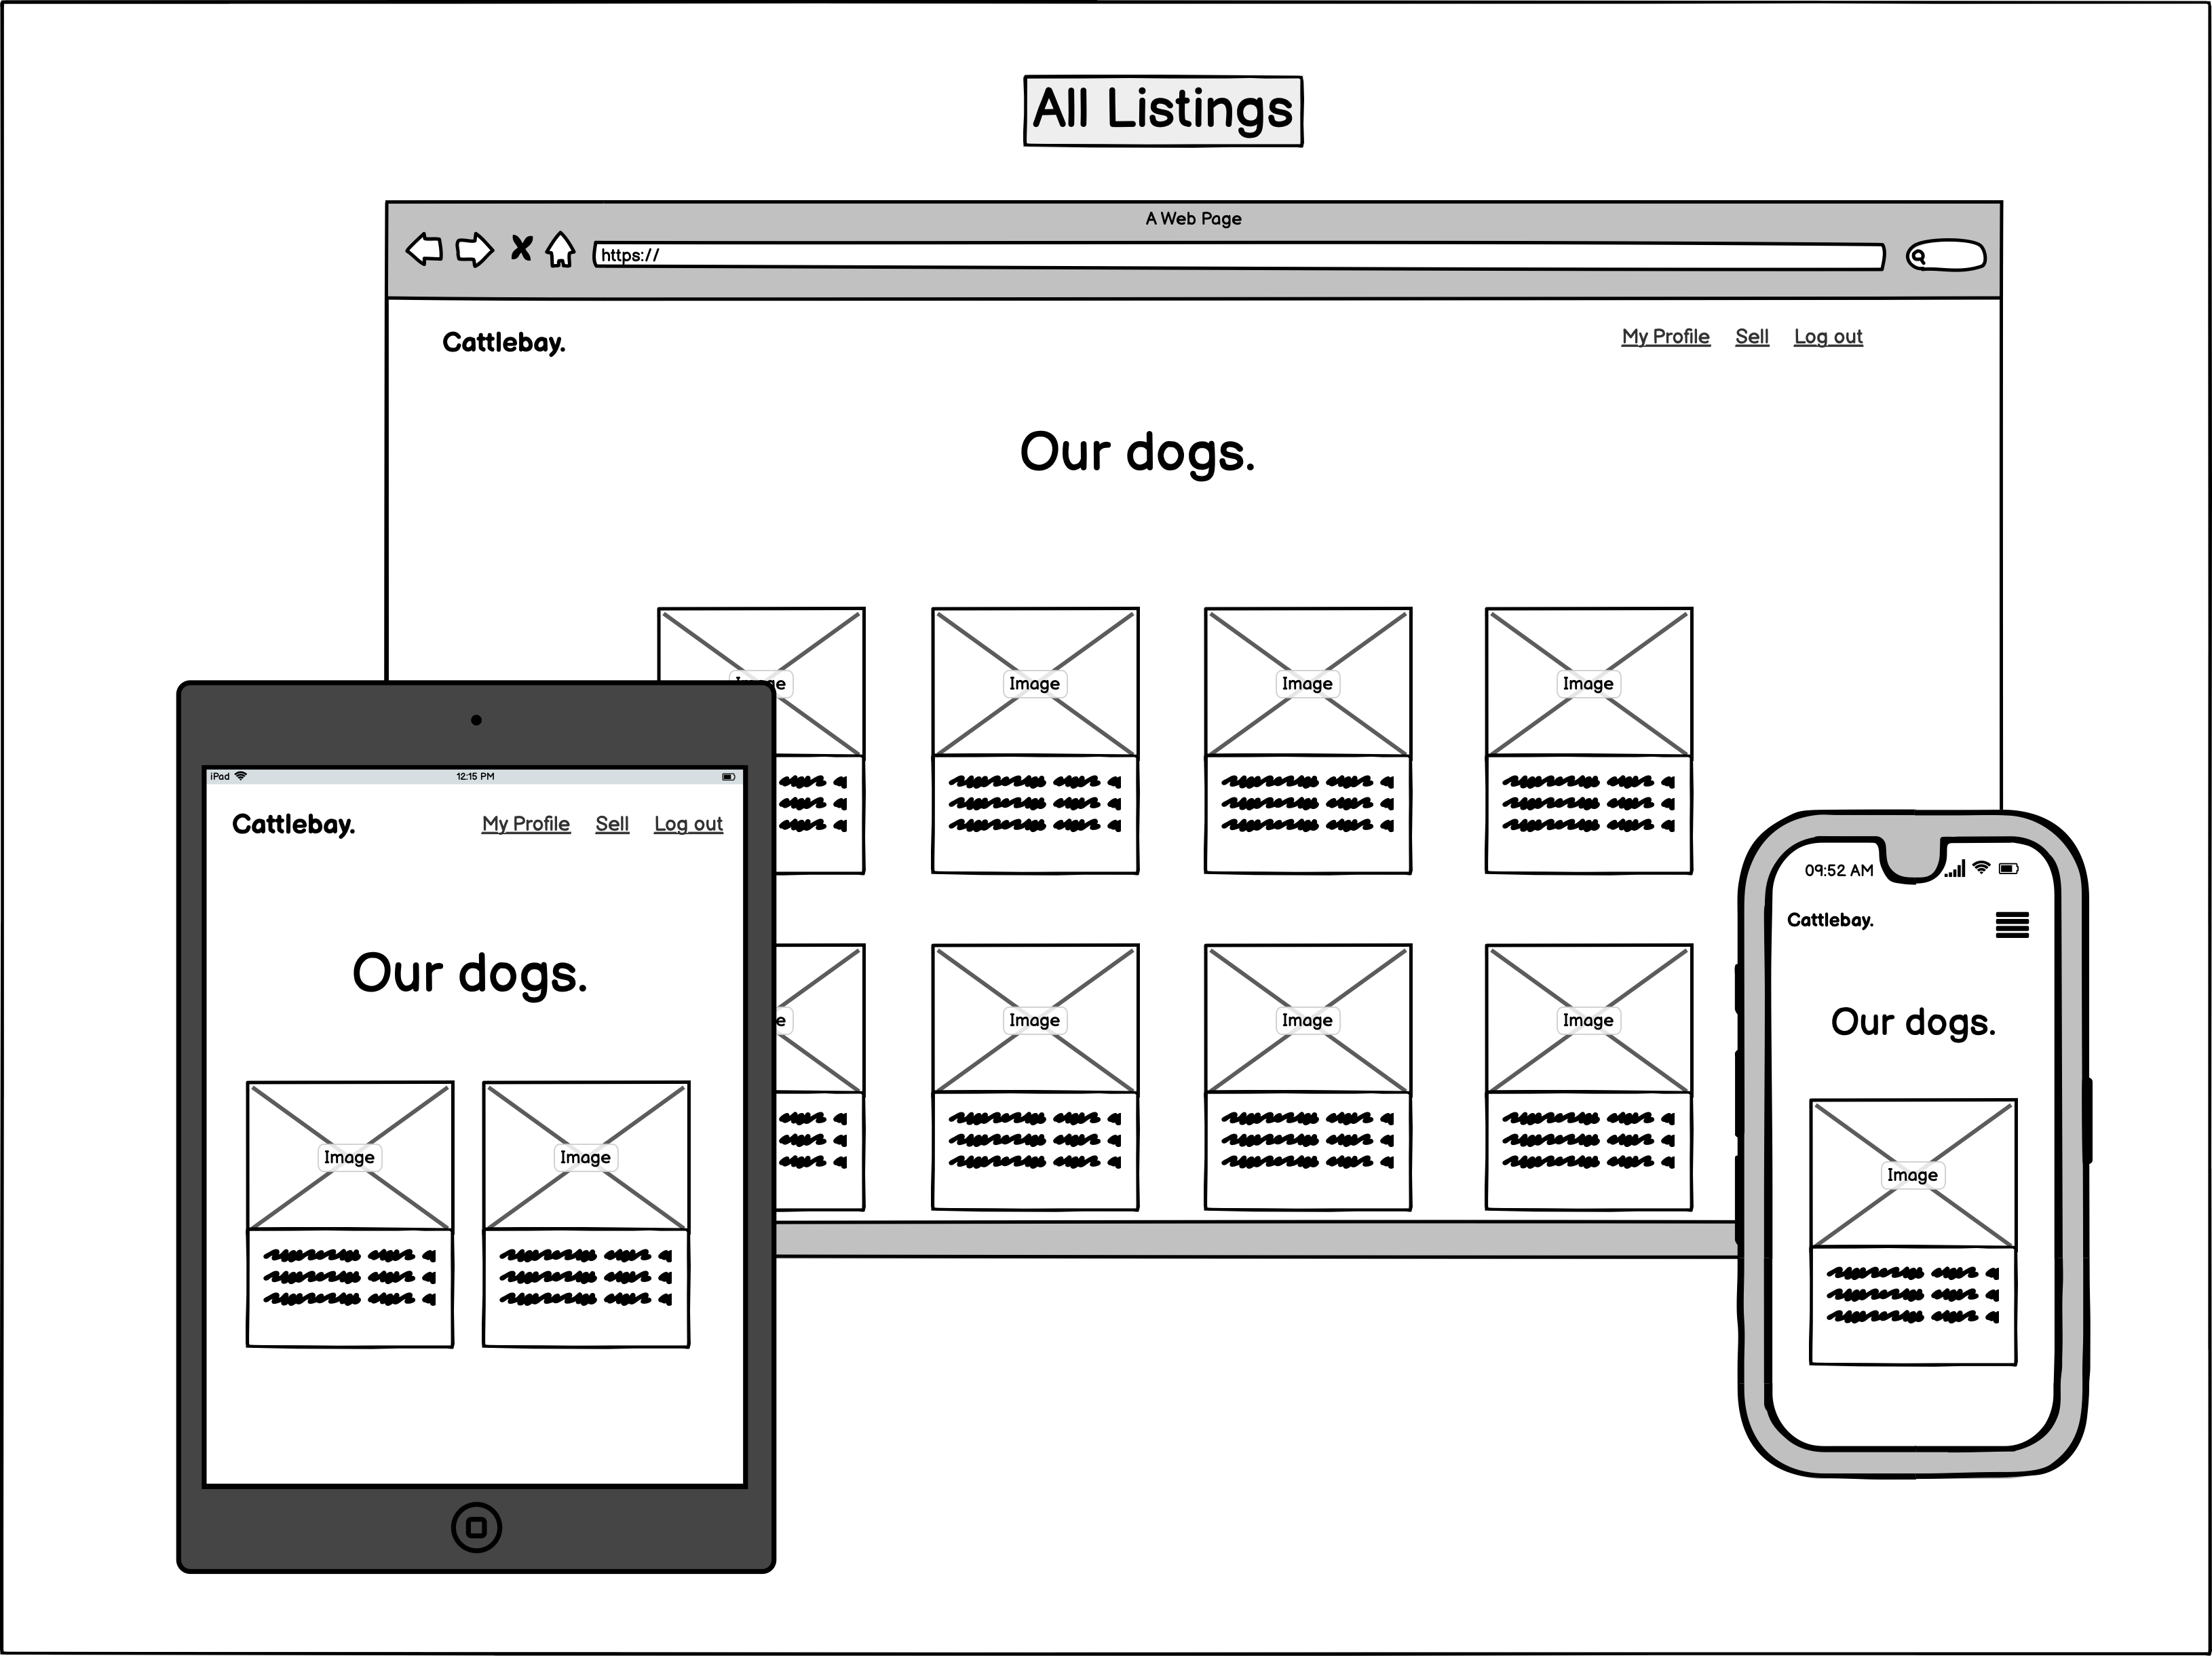 All Listings
A Web Page
https://
Cattlebay.
My Profile Sell Log out
Our dogs.
Image Image Image
Image Image Image
iPad 12:15 PM
Cattlebay. My Profile Sell Log out
Our dogs.
Image Image
09:52 AM
Cattlebay.
Our dogs.
Image